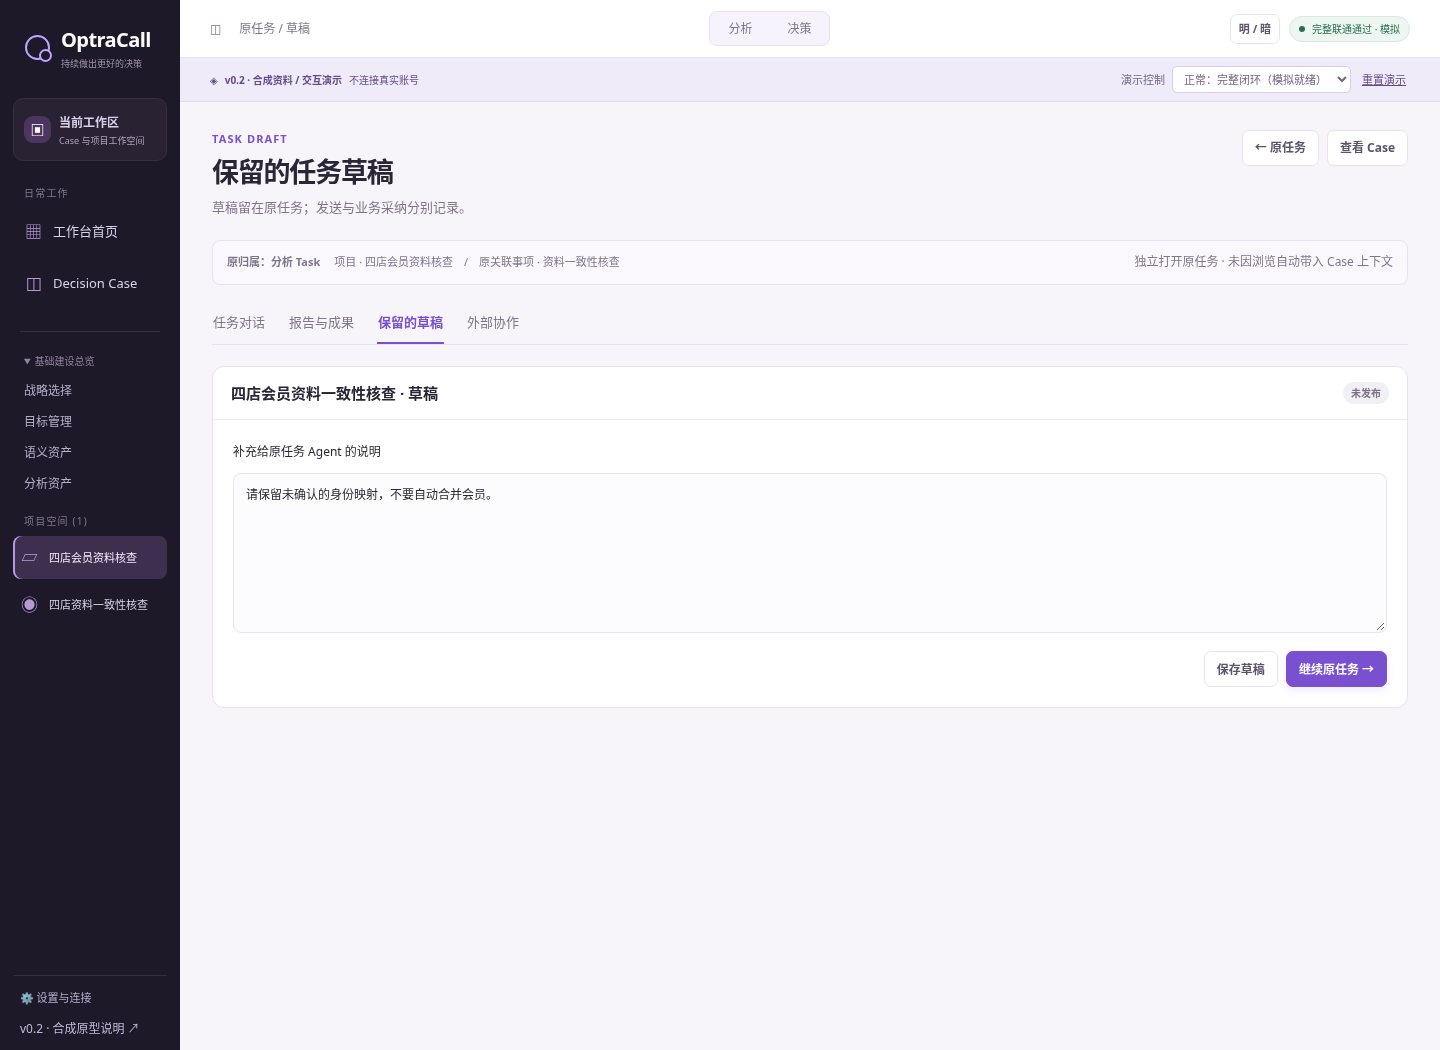 OptraCall
持续做出更好的决策
当前工作区
Case 与项目工作空间
日常工作
工作台首页
Decision Case
▼ 基础建设总览
战略选择
目标管理
语义资产
分析资产
项目空间 (1)
四店会员资料核查
四店资料一致性核查
设置与连接
v0.2 · 合成原型说明 ↗
原任务 / 草稿
分析
决策
明 / 暗
完整联通通过 · 模拟
v0.2 · 合成资料 / 交互演示 不连接真实账号
演示控制
正常：完整闭环（模拟就绪）
重置演示
TASK DRAFT
保留的任务草稿
草稿留在原任务；发送与业务采纳分别记录。
← 原任务
查看 Case
原归属：分析 Task 项目 · 四店会员资料核查 / 原关联事项 · 资料一致性核查
独立打开原任务 · 未因浏览自动带入 Case 上下文
任务对话
报告与成果
保留的草稿
外部协作
四店会员资料一致性核查 · 草稿
未发布
补充给原任务 Agent 的说明
请保留未确认的身份映射，不要自动合并会员。
保存草稿
继续原任务 →